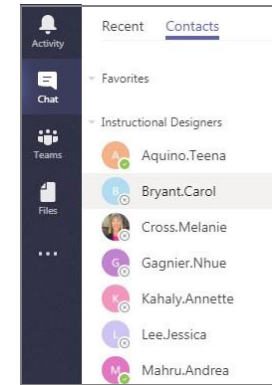 Activity
Chat
Teams
Files
Recent Contacts
Favorites
Instructional Designers
A Aquino.Teena
B Bryant.Carol
Cross.Melanie
G Gagnier.Nhue
K Kahaly.Annette
L Lee.Jessica
M Mahru.Andrea